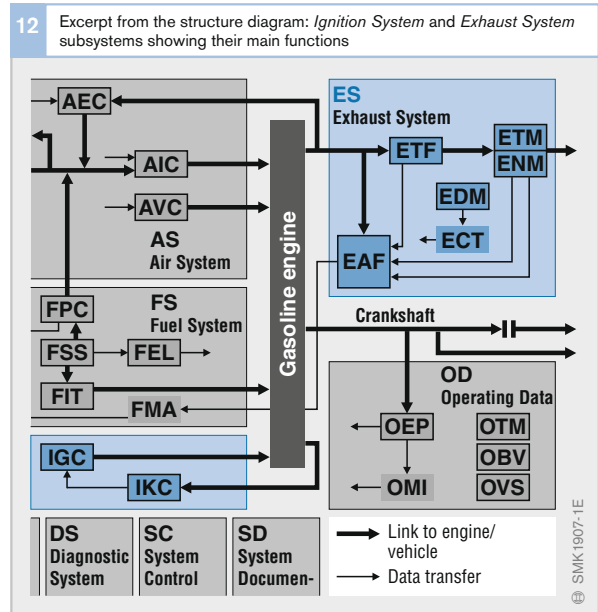 12 Excerpt from the structure diagram: Ignition System and Exhaust System
subsystems showing their main functions
AEC
AIC
AVC
AS
Air System
FPC
FS
Fuel System
FSS
FEL
FIT
FMA
IGC
IKC
Gasoline engine
ES
Exhaust System
ETF
ETM
ENM
EDM
ECT
EAF
Crankshaft
OD
Operating Data
OEP
OTM
OBV
OMI
OVS
DS
Diagnostic
System
SC
System
Control
SD
System
Documen-
Link to engine/
vehicle
Data transfer
SMK1907-1E